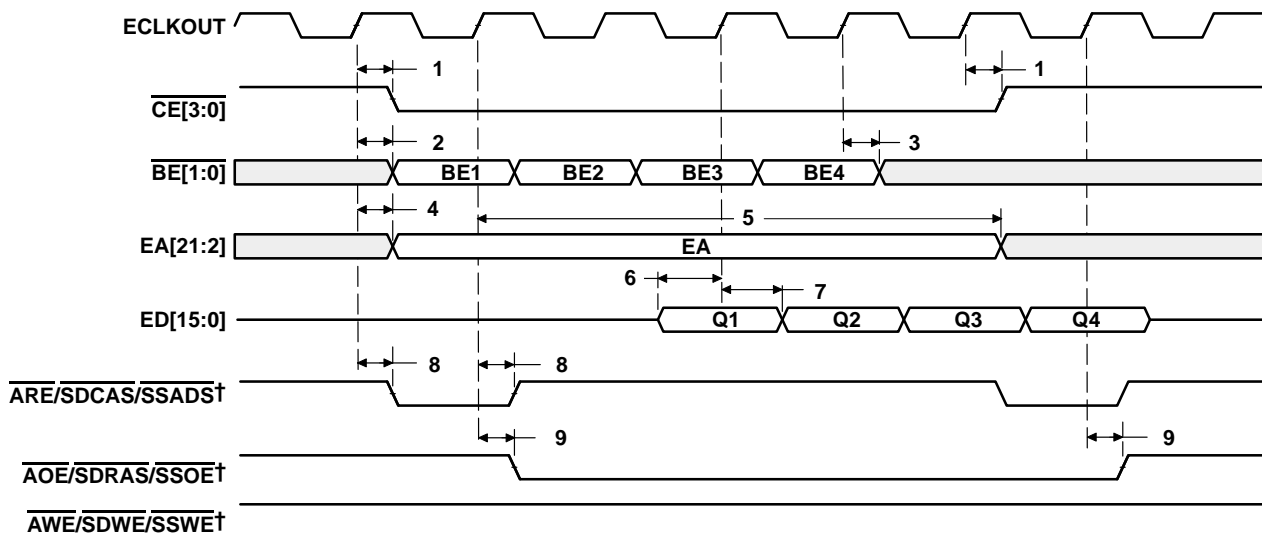 ECLKOUT
1 1
CE[3:0]
2 3
BE[1:0] BE1 BE2 BE3 BE4
4 5
EA[21:2] EA
6 7
ED[15:0] Q1 Q2 Q3 Q4
8 8
ARE/SDCAS/SSADS†
9 9
AOE/SDRAS/SSOE†
AWE/SDWE/SSWE†